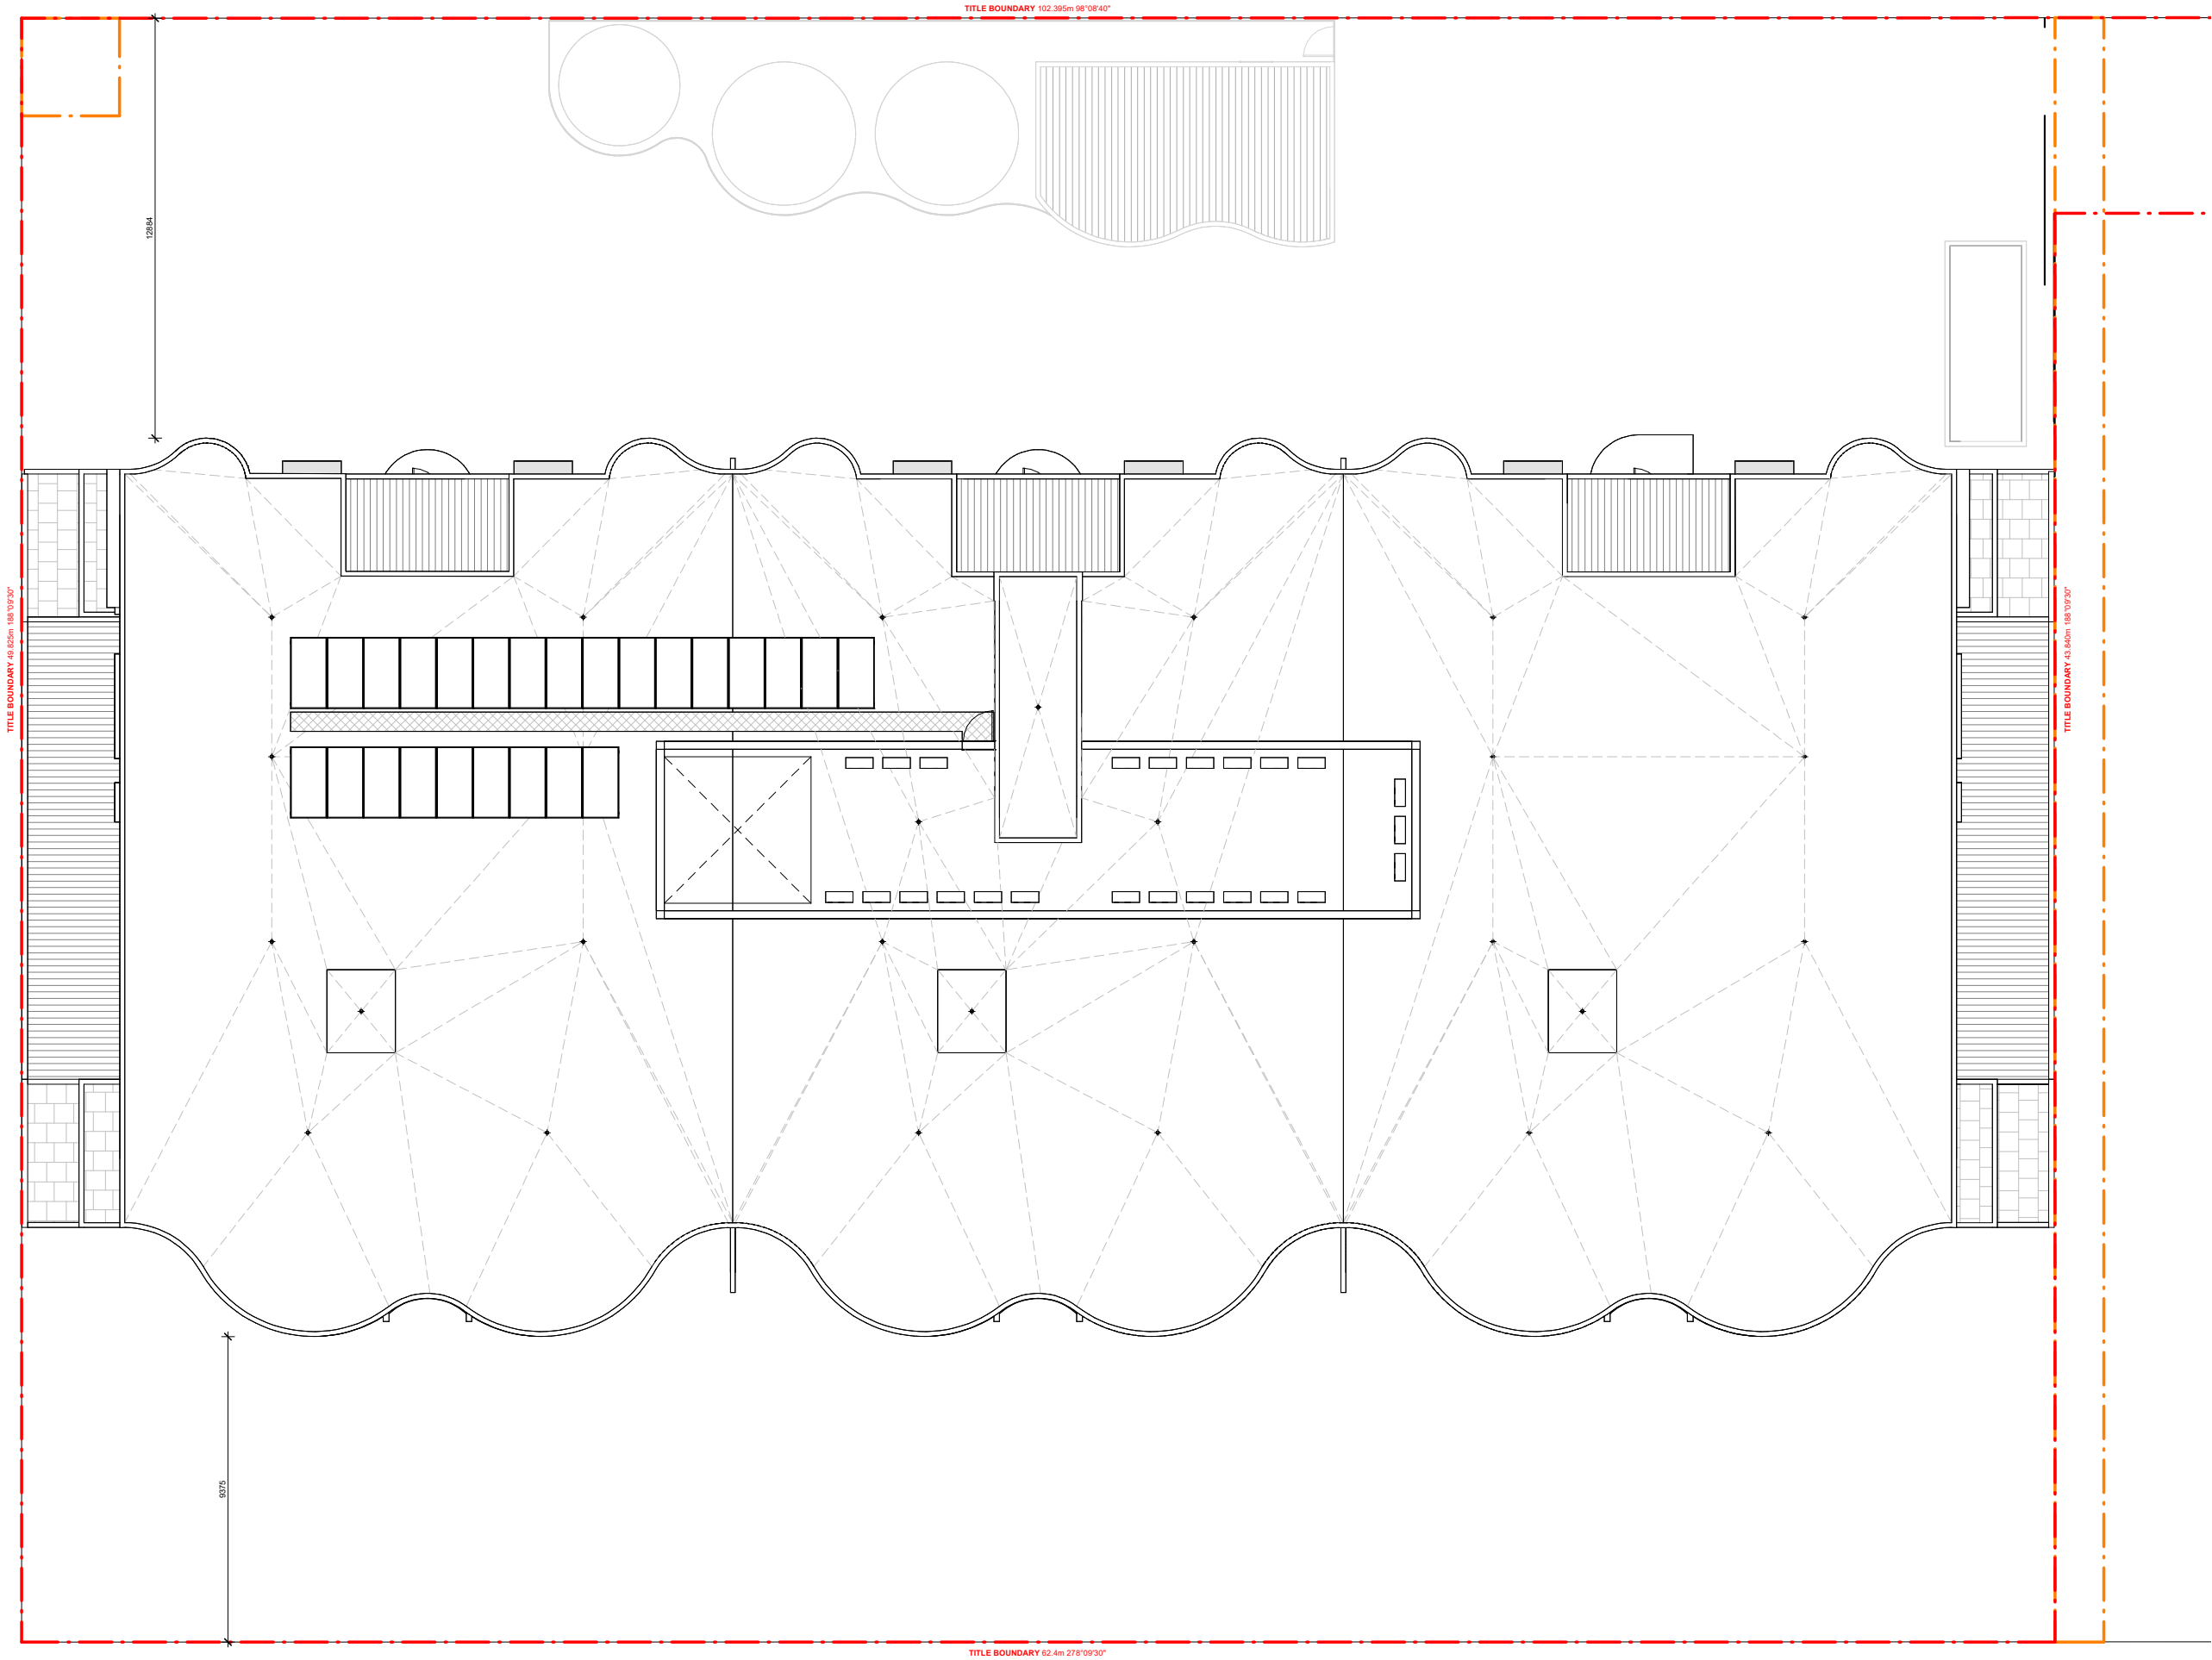 TITLE BOUNDARY 102.395m 98°08'40"
12884
TITLE BOUNDARY 49.825m 188°09'30"
TITLE BOUNDARY 43.840m 188°09'30"
9375
TITLE BOUNDARY 62.4m 278°09'30"